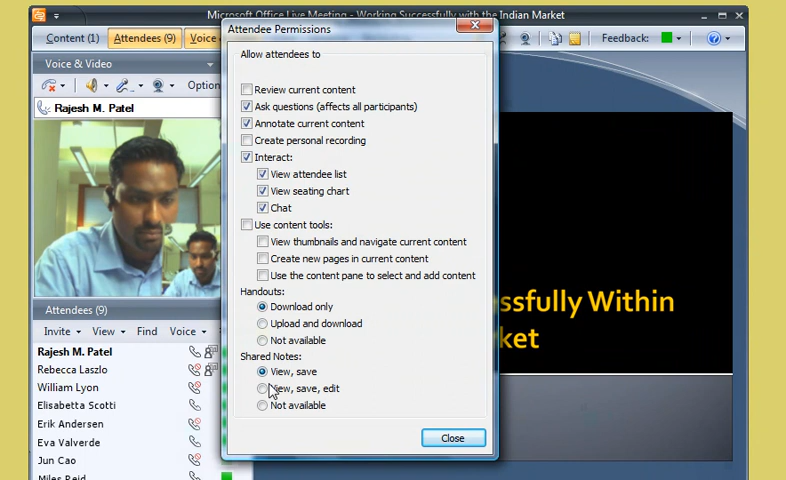 Microsoft Office Live Meeting - Working Successfully with the Indian Market
Content (1) Attendees (9) Voice & Feedback:
Voice & Video
Option
Rajesh M. Patel
Attendees (9)
Invite View Find Voice
Rajesh M. Patel
Rebecca Laszlo
William Lyon
Elisabetta Scotti
Erik Andersen
Eva Valverde
Jun Cao
Miles Reid
Attendee Permissions
Allow attendees to
Review current content
Ask questions (affects all participants)
Annotate current content
Create personal recording
Interact:
View attendee list
View seating chart
Chat
Use content tools:
View thumbnails and navigate current content
Create new pages in current content
Use the content pane to select and add content
Handouts:
Download only
Upload and download
Not available
Shared Notes:
View, save
View, save, edit
Not available
Close
ssfully Within
ket